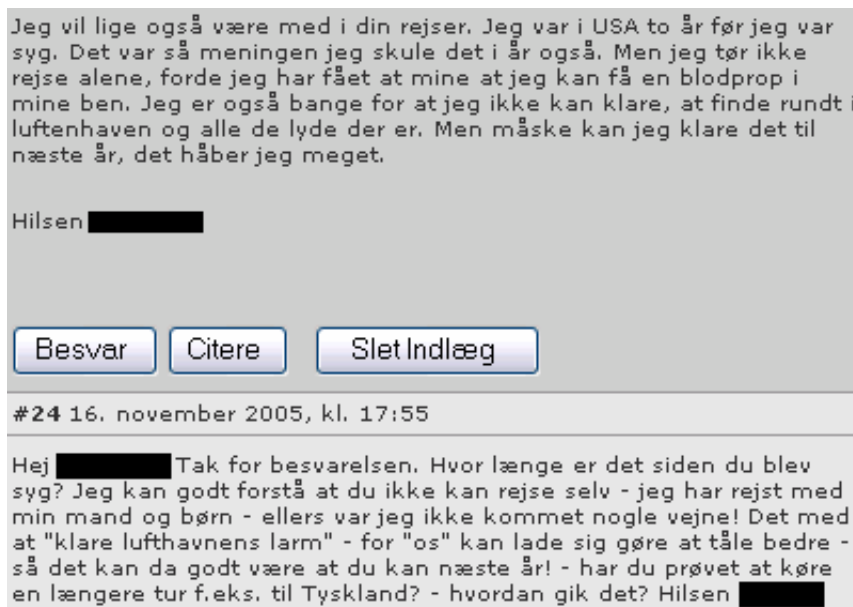 Jeg vil lige også være med i din rejser. Jeg var i USA to år før jeg var
syg. Det var så meningen jeg skule det i år også. Men jeg tør ikke
rejse alene, forde jeg har fået at mine at jeg kan få en blodprop i
mine ben. Jeg er også bange for at jeg ikke kan klare, at finde rundt i
luftenhaven og alle de lyde der er. Men måske kan jeg klare det til
næste år, det håber jeg meget.
Hilsen
Besvar Citere Slet Indlæg
#24 16. november 2005, kl. 17:55
Hej Tak for besvarelsen. Hvor længe er det siden du blev
syg? Jeg kan godt forstå at du ikke kan rejse selv - jeg har rejst med
min mand og børn - ellers var jeg ikke kommet nogle vejne! Det med
at "klare lufthavnens larm" - for "os" kan lade sig gøre at tåle bedre -
så det kan da godt være at du kan næste år! - har du prøvet at køre
en længere tur f.eks. til Tyskland? - hvordan gik det? Hilsen